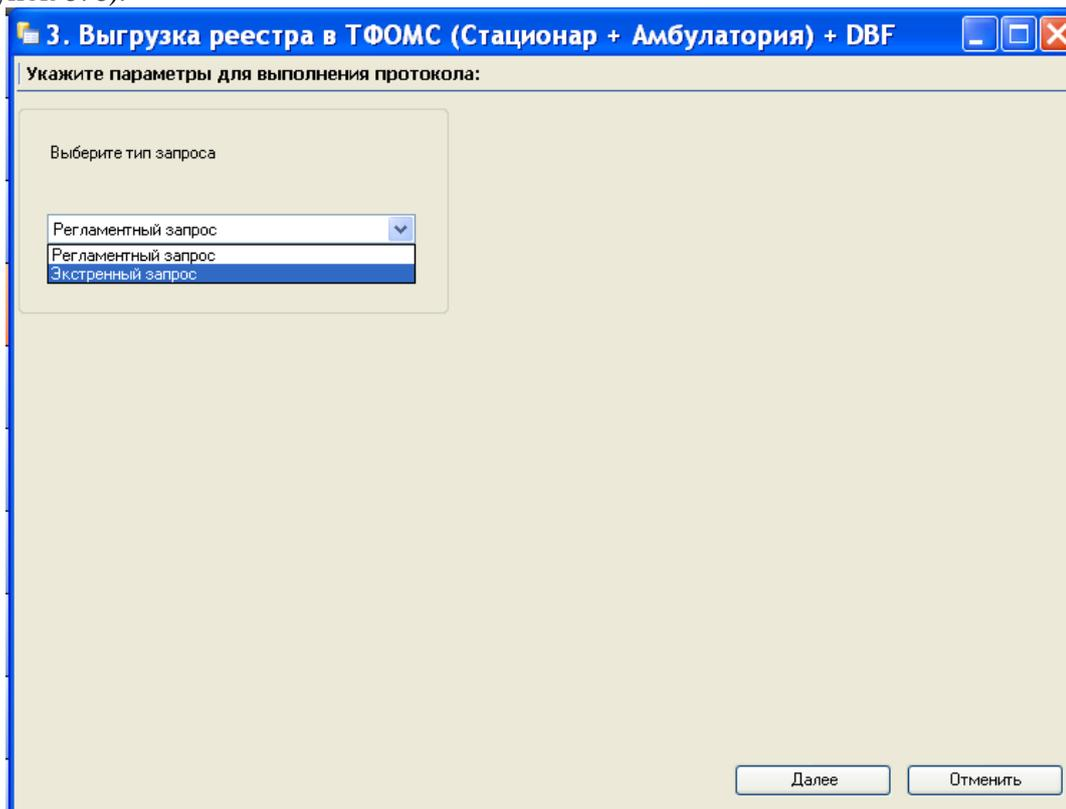 3. Выгрузка реестра в ТФОМС (Стационар + Амбулатория) + DBF
Укажите параметры для выполнения протокола:
Выберите тип запроса
Регламентный запрос
Регламентный запрос
Экстренный запрос
Далее
Отменить